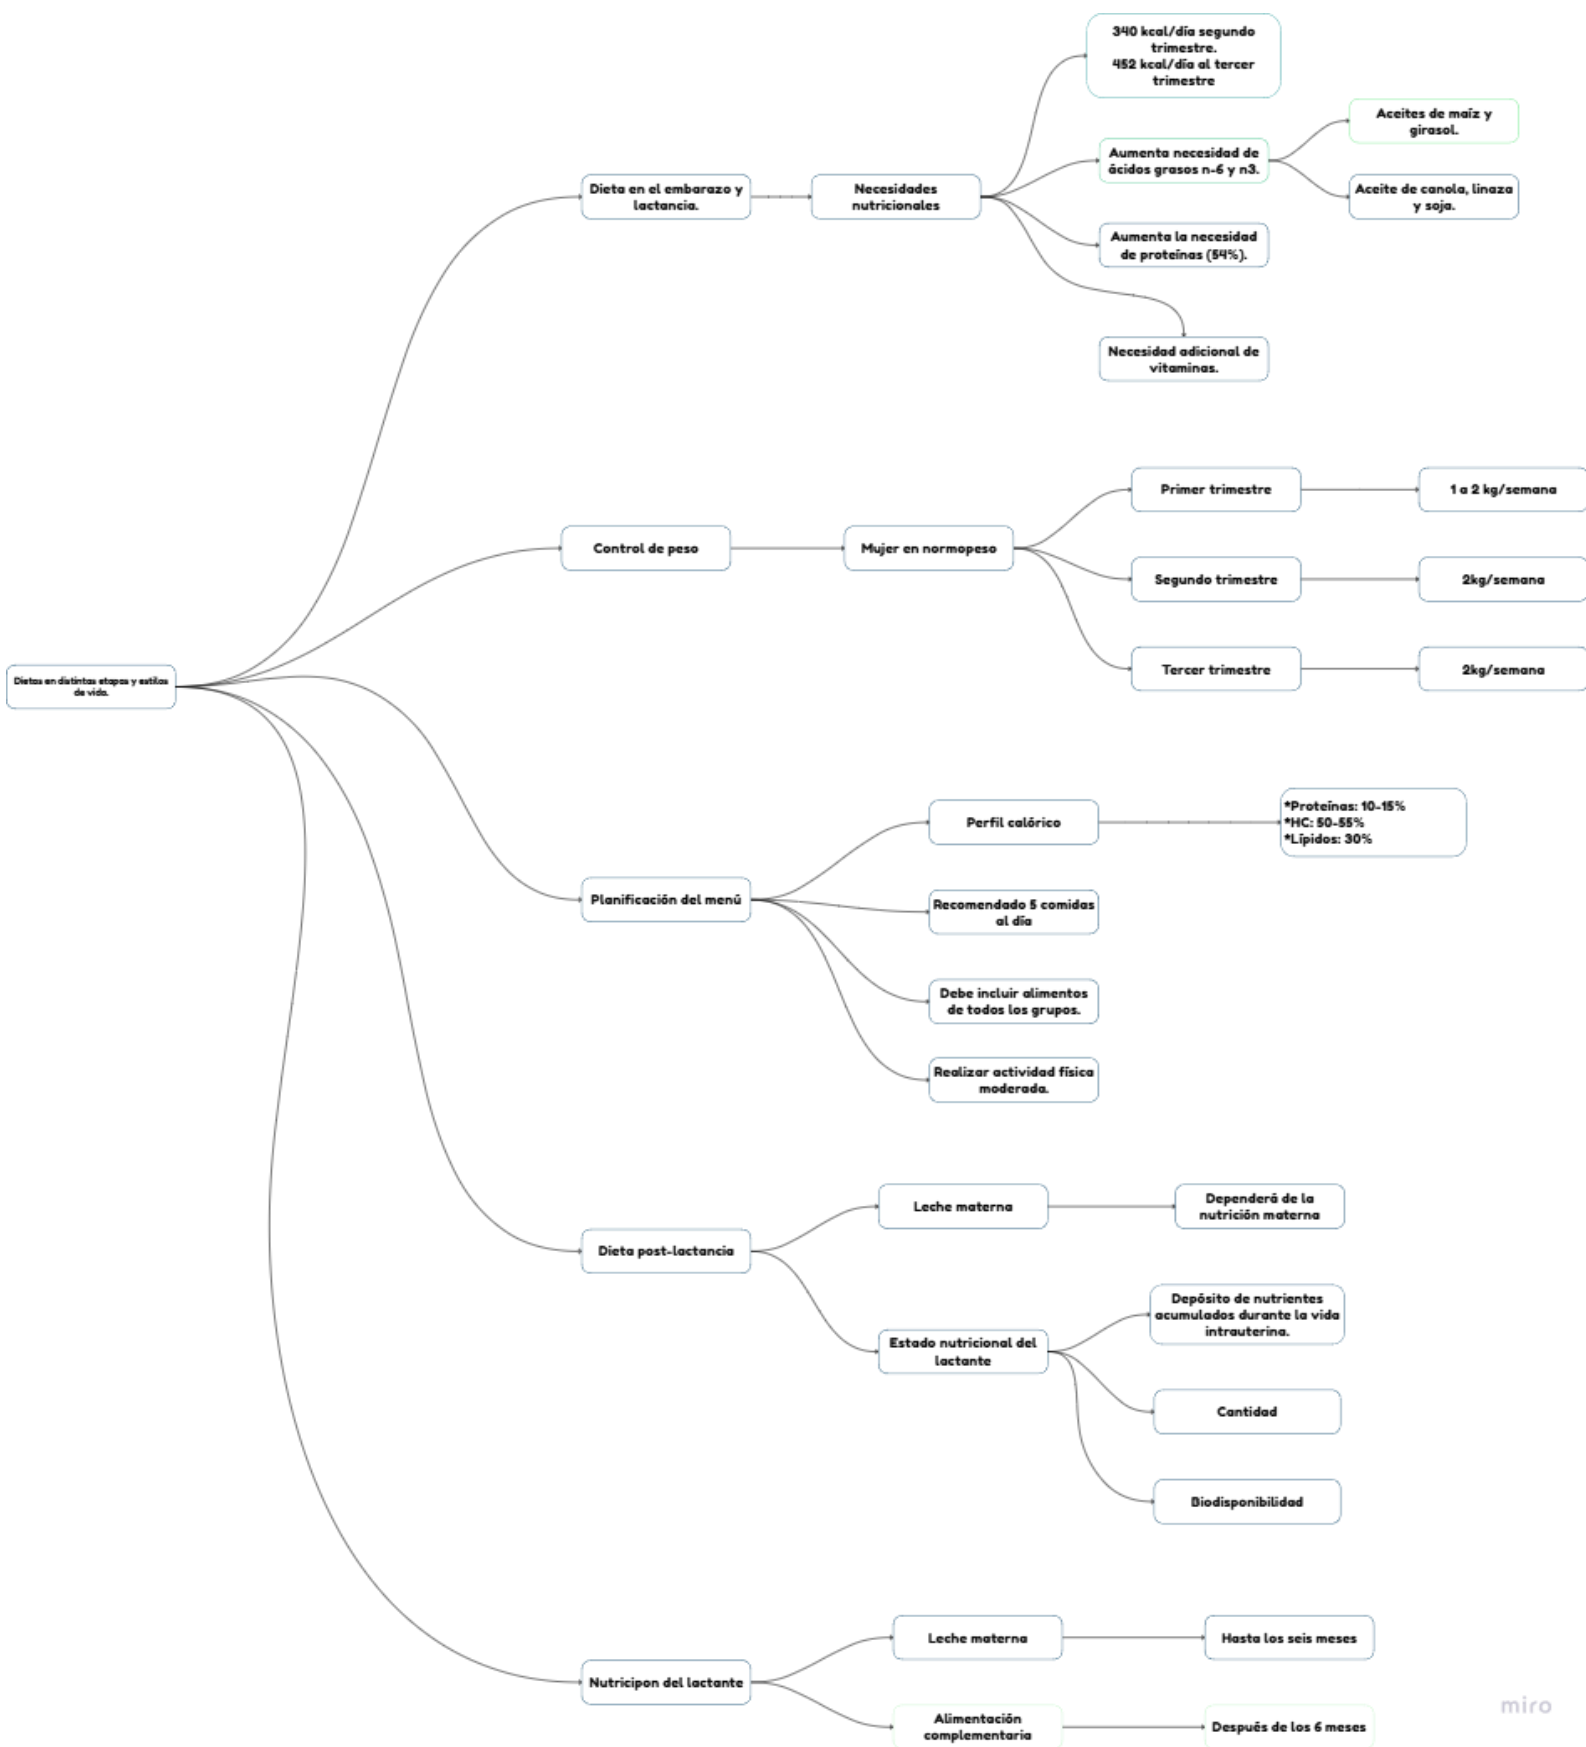 340 kcal/día segundo
trimestre.
452 kcal/día al tercer
trimestre
Aceites de maíz y
girasol.
Aumenta necesidad de
ácidos grasos n-6 y n3.
Aceite de canola, linaza
y soja.
Dieta en el embarazo y
lactancia.
Necesidades
nutricionales
Aumenta la necesidad
de proteínas (54%).
Necesidad adicional de
vitaminas.
Primer trimestre
1 a 2 kg/semana
Control de peso
Mujer en normopeso
Segundo trimestre
2kg/semana
Tercer trimestre
2kg/semana
Dietas en distintas etapas y estilos
de vida.
Perfil calórico
*Proteínas: 10-15%
*HC: 50-55%
*Lípidos: 30%
Planificación del menú
Recomendado 5 comidas
al día
Debe incluir alimentos
de todos los grupos.
Realizar actividad física
moderada.
Leche materna
Dependerá de la
nutrición materna
Dieta post-lactancia
Depósito de nutrientes
acumulados durante la vida
intrauterina.
Estado nutricional del
lactante
Cantidad
Biodisponibilidad
Leche materna
Hasta los seis meses
Nutricipon del lactante
Alimentación
complementaria
Después de los 6 meses
miro